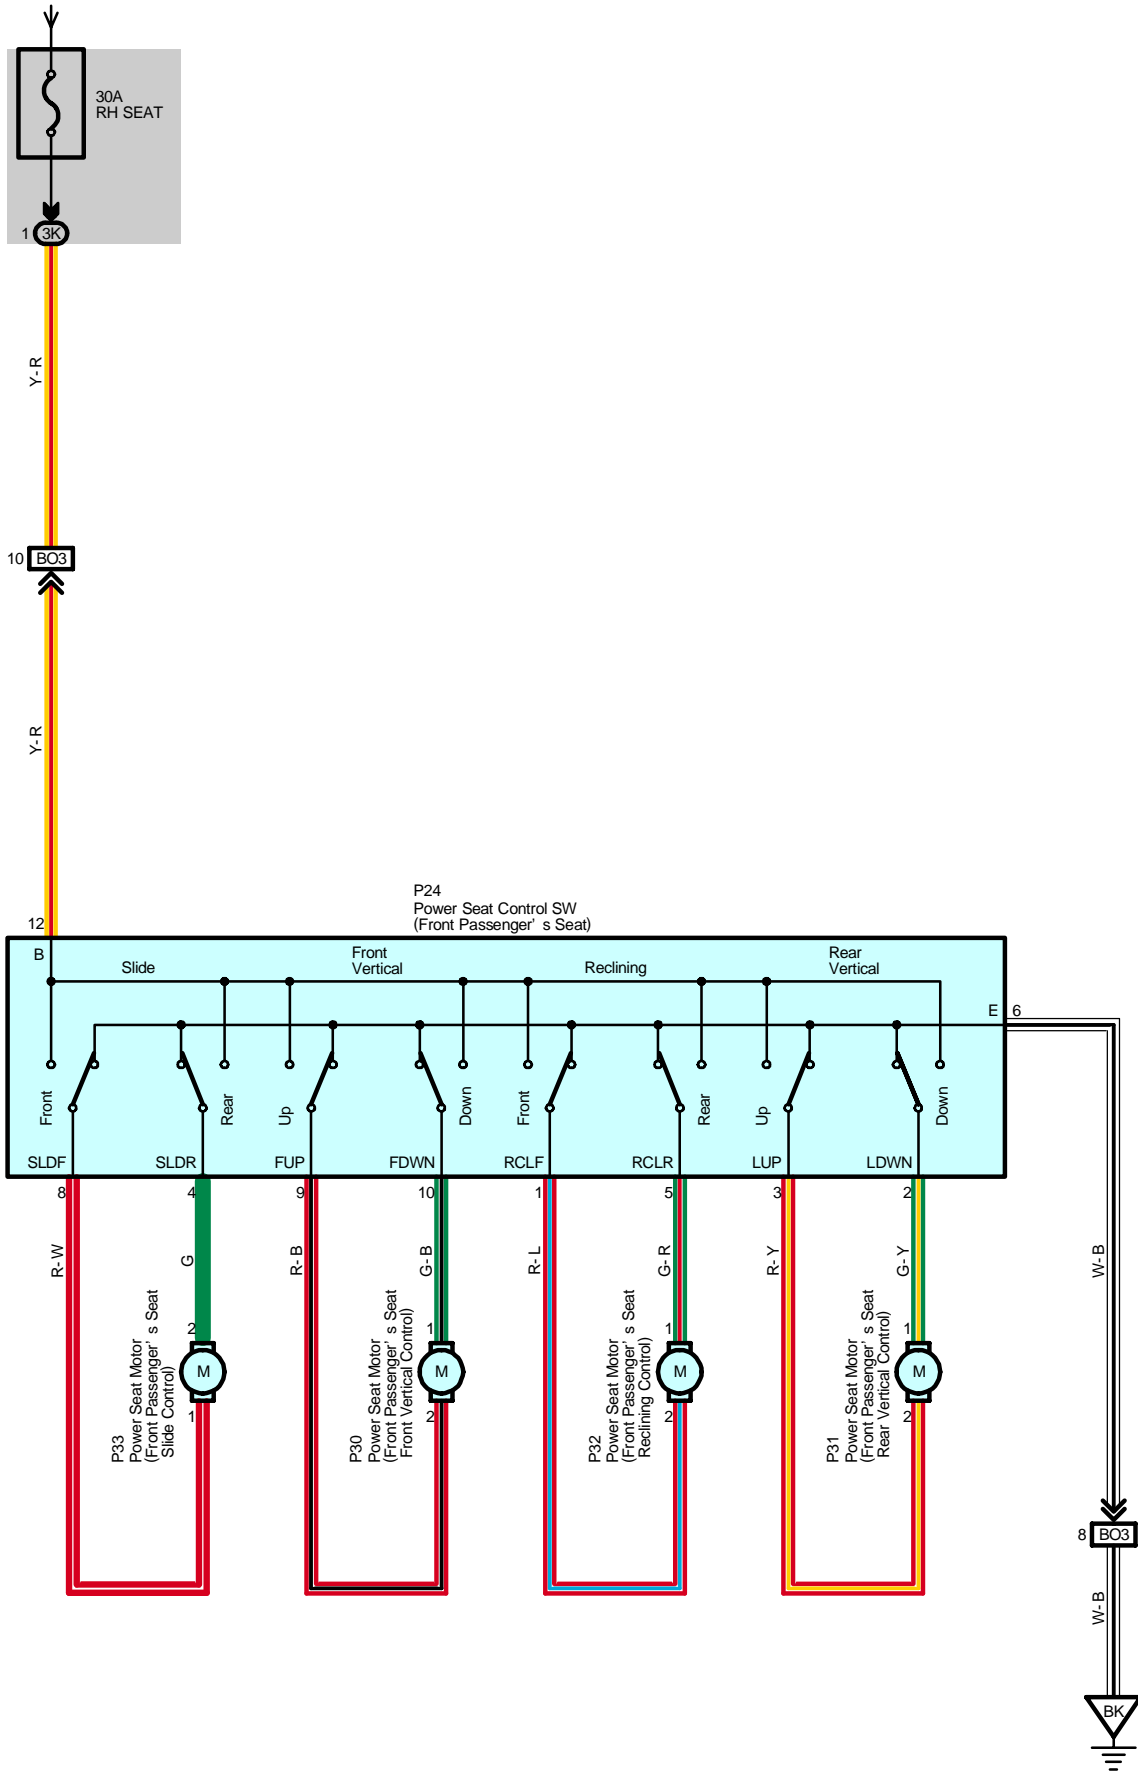 30A
RH SEAT
1 3K
Y-R
10 BO3
Y-R
P24
Power Seat Control SW
(Front Passenger's Seat)
12
B
Slide
Front
Vertical
Reclining
Rear
Vertical
E 6
Front
Rear
Up
Down
Front
Rear
Up
Down
SLDF
SLDR
FUP
FDWN
RCLF
RCLR
LUP
LDWN
8
4
9
10
1
5
3
2
R-W
G
R-B
G-B
R-L
G-R
R-Y
G-Y
W-B
2
1
1
1
M
M
M
M
1
2
2
2
P33
Power Seat Motor
(Front Passenger's Seat
Slide Control)
P30
Power Seat Motor
(Front Passenger's Seat
Front Vertical Control)
P32
Power Seat Motor
(Front Passenger's Seat
Reclining Control)
P31
Power Seat Motor
(Front Passenger's Seat
Rear Vertical Control)
8 BO3
W-B
BK